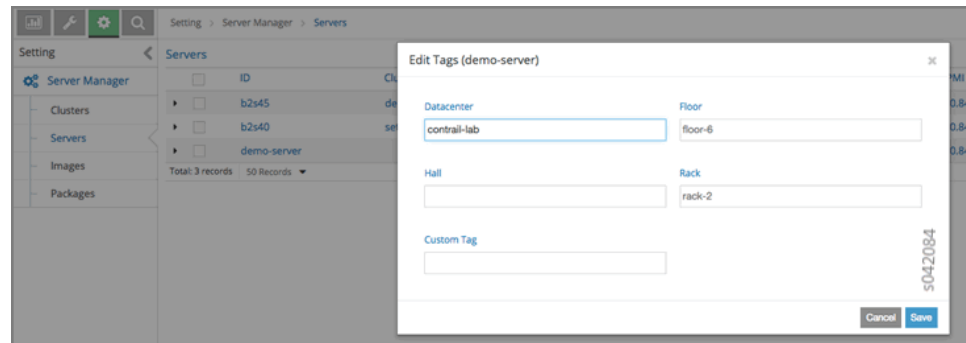 Setting > Server Manager > Servers
Setting
Servers
Server Manager
ID
Clusters
b2s45
b2s40
Servers
demo-server
Images
Total: 3 records 50 Records
Packages
Edit Tags (demo-server)
Datacenter Floor
contrail-lab floor-6
Hall Rack
rack-2
Custom Tag
s042084
Cancel Save